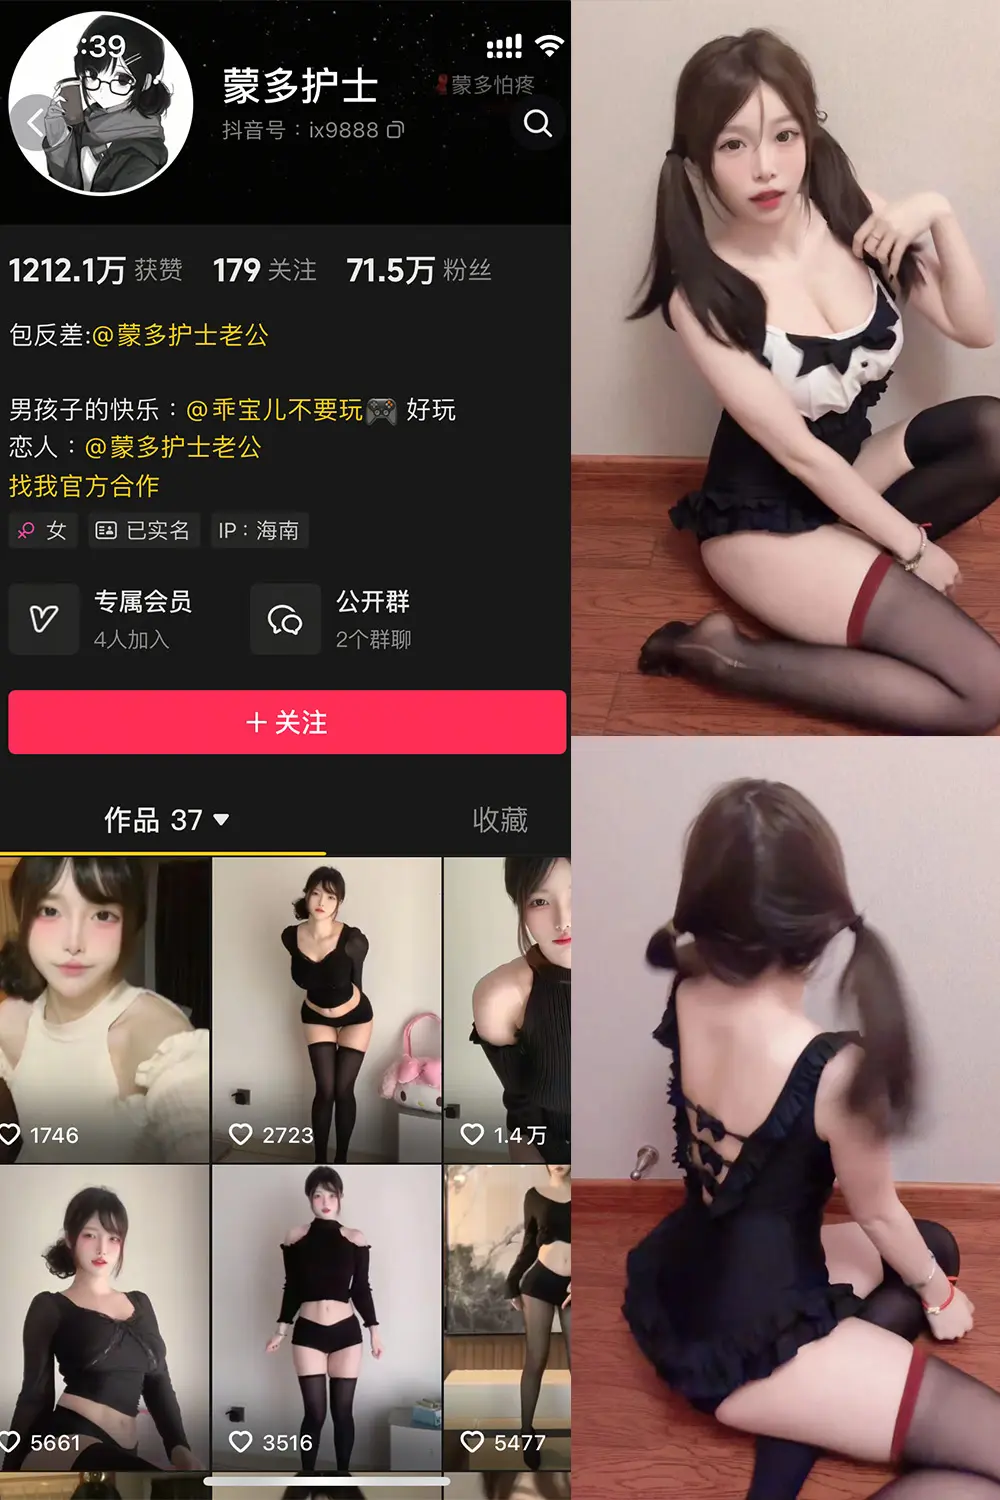 :39
蒙多护士
蒙多怕疼
抖音号：ix9888
1212.1万 获赞 179 关注 71.5万 粉丝
包反差:@蒙多护士老公
男孩子的快乐：@乖宝儿不要玩🎮 好玩
恋人：@蒙多护士老公
找我官方合作
女 已实名 IP：海南
专属会员 公开群
4人加入 2个群聊
＋关注
作品 37 收藏
1746 2723 1.4万
5661 3516 5477